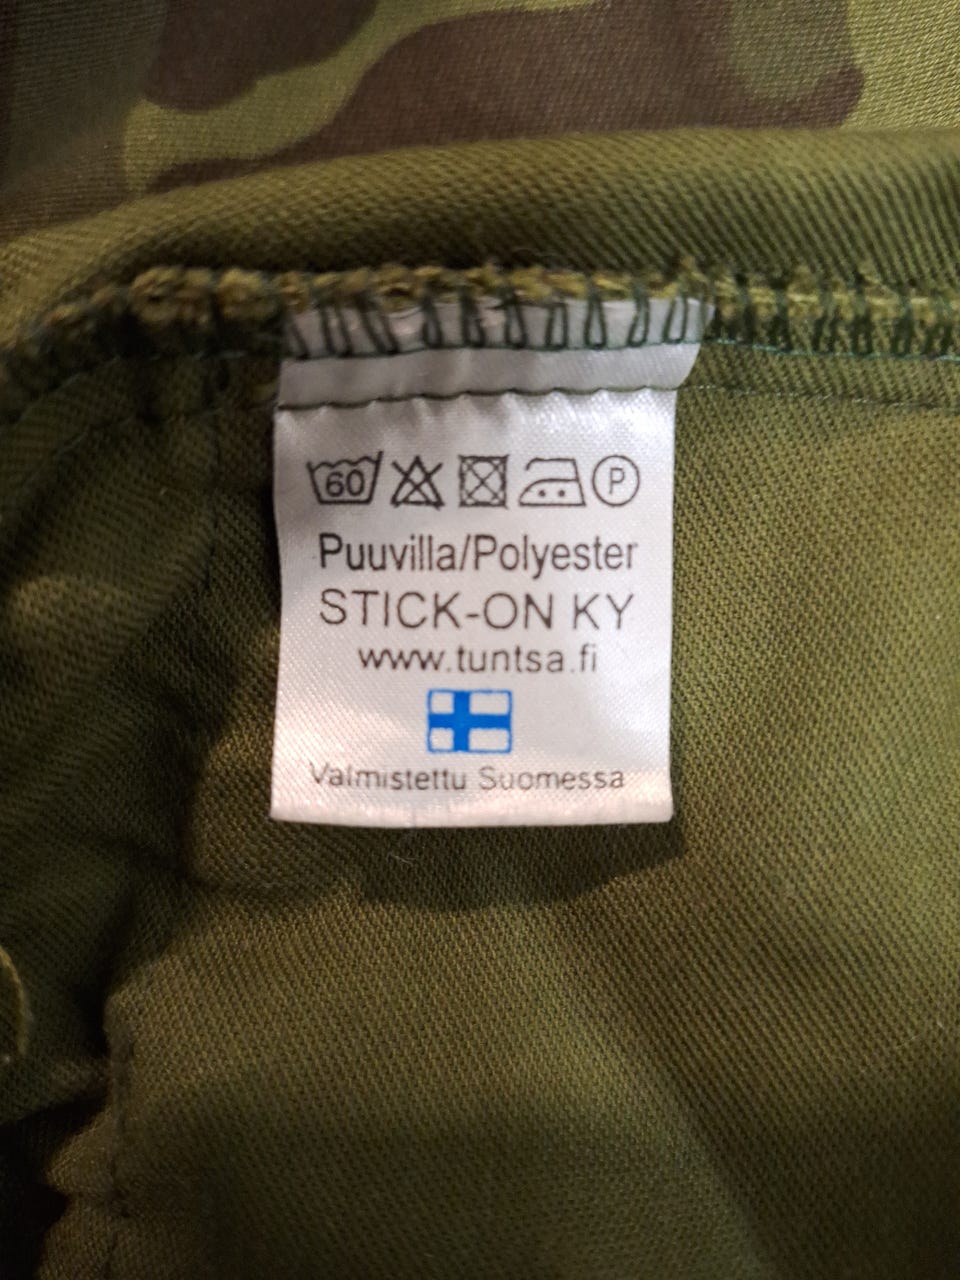 60 P
Puuvilla/Polyester
STICK-ON KY
www.tuntsa.fi
Valmistettu Suomessa